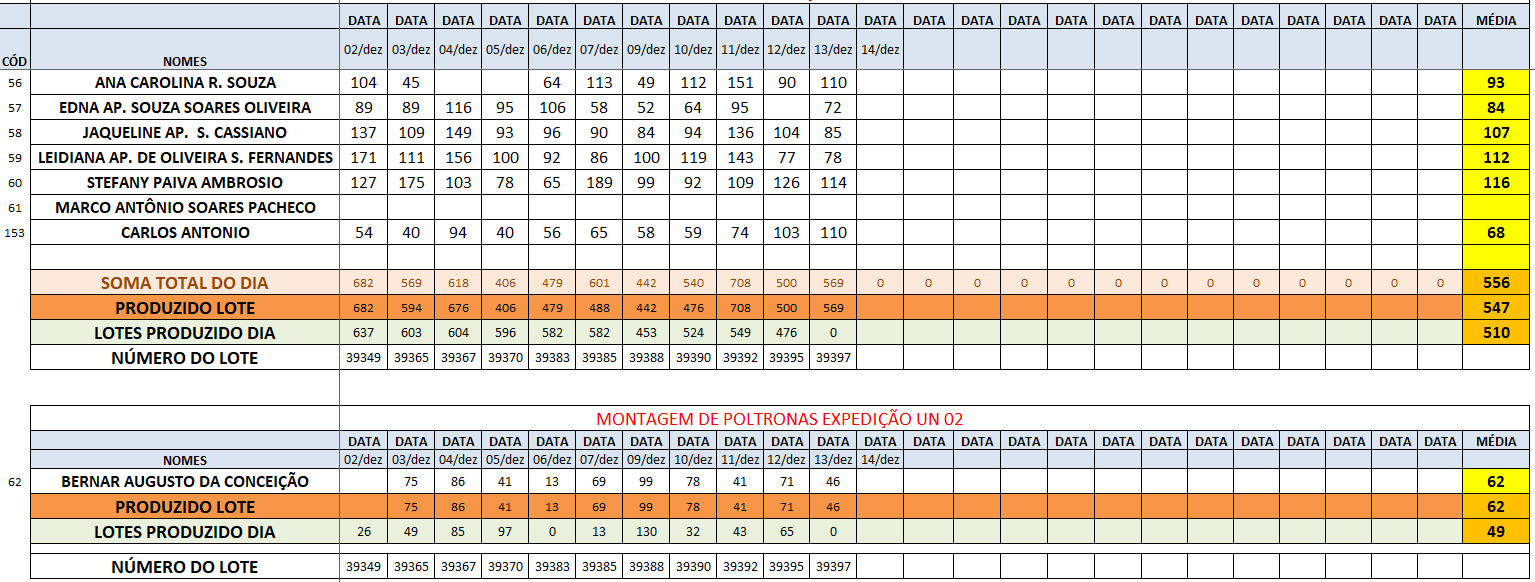 DATA DATA DATA DATA DATA DATA DATA DATA DATA DATA DATA DATA DATA DATA DATA DATA DATA DATA DATA DATA DATA DATA DATA DATA MÉDIA
CÓD NOMES 02/dez 03/dez 04/dez 05/dez 06/dez 07/dez 09/dez 10/dez 11/dez 12/dez 13/dez 14/dez
56 ANA CAROLINA R. SOUZA 104 45 64 113 49 112 151 90 110 93
57 EDNA AP. SOUZA SOARES OLIVEIRA 89 89 116 95 106 58 52 64 95 72 84
58 JAQUELINE AP. S. CASSIANO 137 109 149 93 96 90 84 94 136 104 85 107
59 LEIDIANA AP. DE OLIVEIRA S. FERNANDES 171 111 156 100 92 86 100 119 143 77 78 112
60 STEFANY PAIVA AMBROSIO 127 175 103 78 65 189 99 92 109 126 114 116
61 MARCO ANTÔNIO SOARES PACHECO
153 CARLOS ANTONIO 54 40 94 40 56 65 58 59 74 103 110 68
SOMA TOTAL DO DIA 682 569 618 406 479 601 442 540 708 500 569 0 0 0 0 0 0 0 0 0 0 0 0 0 556
PRODUZIDO LOTE 682 594 676 406 479 488 442 476 708 500 569 547
LOTES PRODUZIDO DIA 637 603 604 596 582 582 453 524 549 476 0 510
NÚMERO DO LOTE 39349 39365 39367 39370 39383 39385 39388 39390 39392 39395 39397
MONTAGEM DE POLTRONAS EXPEDIÇÃO UN 02
DATA DATA DATA DATA DATA DATA DATA DATA DATA DATA DATA DATA DATA DATA DATA DATA DATA DATA DATA DATA DATA DATA DATA DATA MÉDIA
NOMES 02/dez 03/dez 04/dez 05/dez 06/dez 07/dez 09/dez 10/dez 11/dez 12/dez 13/dez 14/dez
62 BERNAR AUGUSTO DA CONCEIÇÃO 75 86 41 13 69 99 78 41 71 46 62
PRODUZIDO LOTE 75 86 41 13 69 99 78 41 71 46 62
LOTES PRODUZIDO DIA 26 49 85 97 0 13 130 32 43 65 0 49
NÚMERO DO LOTE 39349 39365 39367 39370 39383 39385 39388 39390 39392 39395 39397